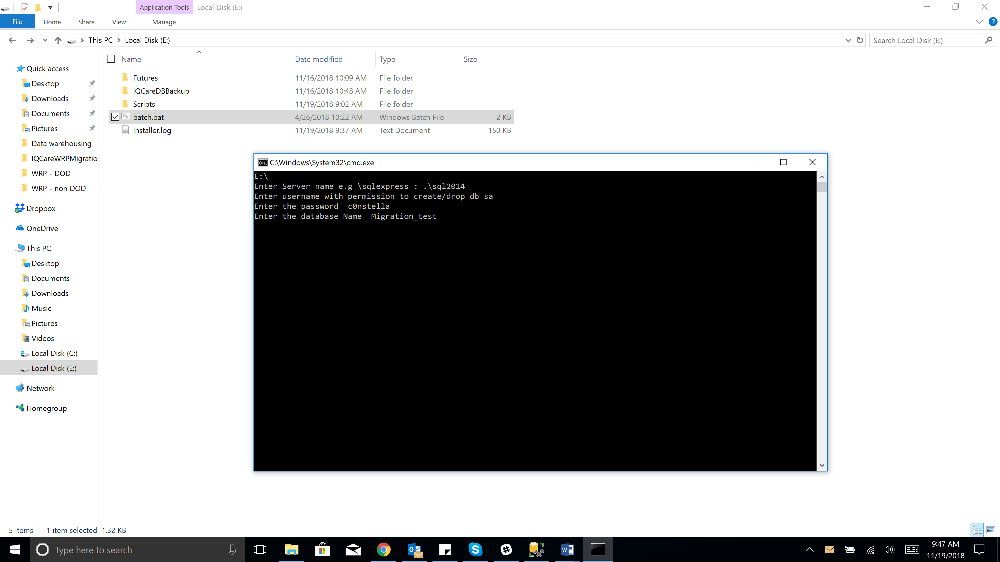 Application Tools Local Disk (E:)
File Home Share View Manage
This PC Local Disk (E:)
Search Local Disk (E:)
Name Date modified Type Size
Futures 11/16/2018 10:09 AM File folder
IQCareDBBackup 11/16/2018 10:48 AM File folder
Scripts 11/19/2018 9:02 AM File folder
batch.bat 4/26/2018 10:22 AM Windows Batch File 2 KB
Installer.log 11/19/2018 9:37 AM Text Document 150 KB
Quick access
Desktop
Downloads
Documents
Pictures
Data warehousing
IQCareWRPMigratio
WRP - DOD
WRP - non DOD
Dropbox
OneDrive
This PC
Desktop
Documents
Downloads
Music
Pictures
Videos
Local Disk (C:)
Local Disk (E:)
Network
Homegroup
C:\Windows\System32\cmd.exe
E:\
Enter Server name e.g \sqlexpress : .\sql2014
Enter username with permission to create/drop db sa
Enter the password  c0nstella
Enter the database Name  Migration_test
5 items 1 item selected 1.32 KB
Type here to search
9:47 AM
11/19/2018